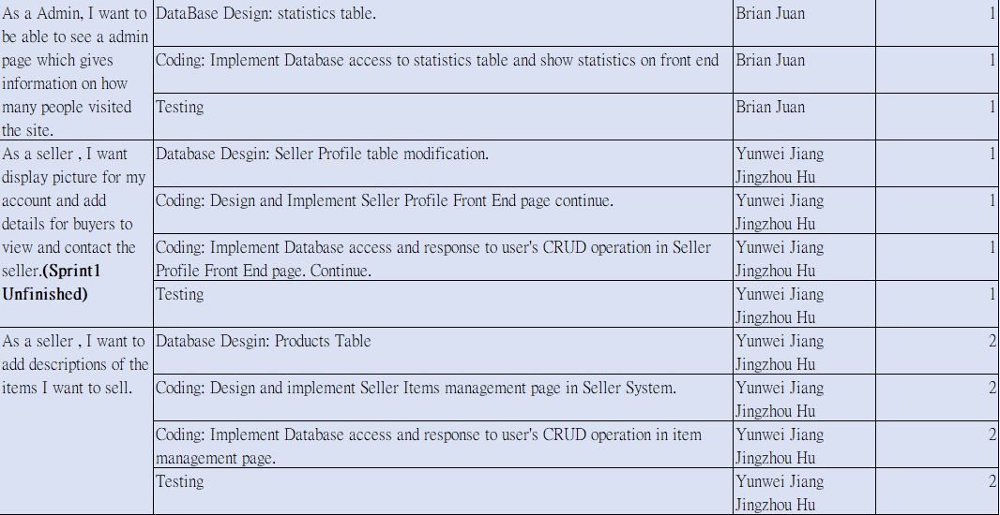 As a Admin, I want to
be able to see a admin
page which gives
information on how
many people visited
the site.
DataBase Design: statistics table.
Brian Juan
1
Coding: Implement Database access to statistics table and show statistics on front end
Brian Juan
1
Testing
Brian Juan
1
As a seller , I want
display picture for my
account and add
details for buyers to
view and contact the
seller.(Sprint1
Unfinished)
Database Desgin: Seller Profile table modification.
Yunwei Jiang
Jingzhou Hu
1
Coding: Design and Implement Seller Profile Front End page continue.
Yunwei Jiang
Jingzhou Hu
1
Coding: Implement Database access and response to user's CRUD operation in Seller
Profile Front End page. Continue.
Yunwei Jiang
Jingzhou Hu
1
Testing
Yunwei Jiang
Jingzhou Hu
1
As a seller , I want to
add descriptions of the
items I want to sell.
Database Desgin: Products Table
Yunwei Jiang
Jingzhou Hu
2
Coding: Design and implement Seller Items management page in Seller System.
Yunwei Jiang
Jingzhou Hu
2
Coding: Implement Database access and response to user's CRUD operation in item
management page.
Yunwei Jiang
Jingzhou Hu
2
Testing
Yunwei Jiang
Jingzhou Hu
2